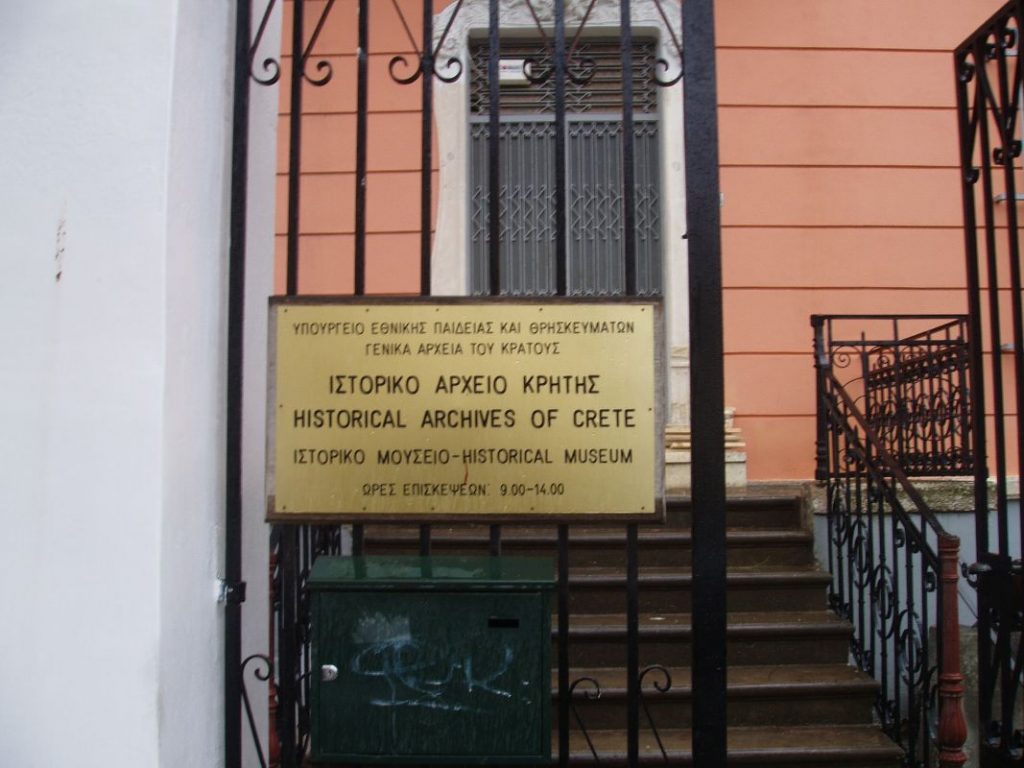 ΥΠΟΥΡΓΕΙΟ ΕΘΝΙΚΗΣ ΠΑΙΔΕΙΑΣ ΚΑΙ ΘΡΗΣΚΕΥΜΑΤΩΝ
ΓΕΝΙΚΑ ΑΡΧΕΙΑ ΤΟΥ ΚΡΑΤΟΥΣ
ΙΣΤΟΡΙΚΟ ΑΡΧΕΙΟ ΚΡΗΤΗΣ
HISTORICAL ARCHIVES OF CRETE
ΙΣΤΟΡΙΚΟ ΜΟΥΣΕΙΟ-HISTORICAL MUSEUM
ΩΡΕΣ ΕΠΙΣΚΕΨΕΩΝ: 9.00-14.00